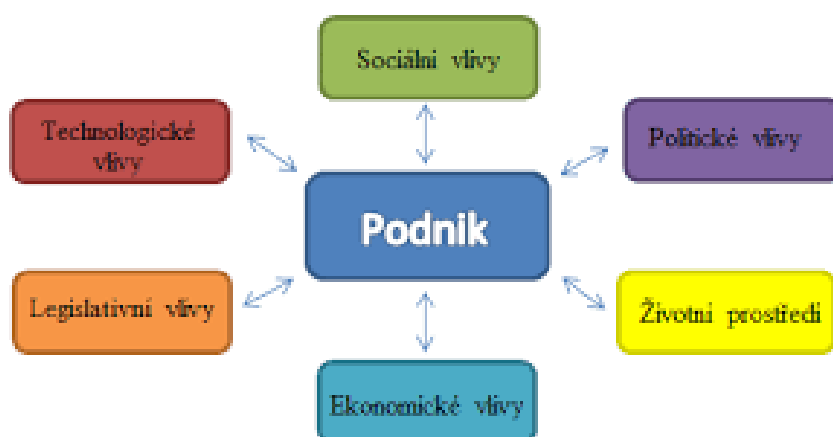 Sociální vlivy
Technologické
vlivy
Politické vlivy
Podnik
Legislativní vlivy
Životní prostředí
Ekonomické vlivy